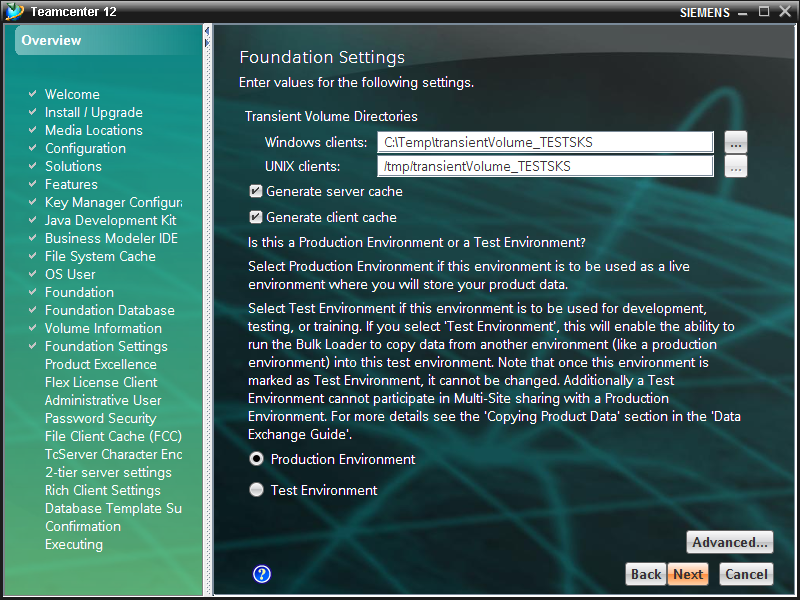 Teamcenter 12
SIEMENS
Overview
Welcome
Install / Upgrade
Media Locations
Configuration
Solutions
Features
Key Manager Configura
Java Development Kit
Business Modeler IDE
File System Cache
OS User
Foundation
Foundation Database
Volume Information
Foundation Settings
Product Excellence
Flex License Client
Administrative User
Password Security
File Client Cache (FCC)
TcServer Character Enc
2-tier server settings
Rich Client Settings
Database Template Su
Confirmation
Executing
Foundation Settings
Enter values for the following settings.
Transient Volume Directories
Windows clients: C:\Temp\transientVolume_TESTSKS ...
UNIX clients: /tmp/transientVolume_TESTSKS ...
Generate server cache
Generate client cache
Is this a Production Environment or a Test Environment?
Select Production Environment if this environment is to be used as a live
environment where you will store your product data.
Select Test Environment if this environment is to be used for development,
testing, or training. If you select 'Test Environment', this will enable the ability to
run the Bulk Loader to copy data from another environment (like a production
environment) into this test environment. Note that once this environment is
marked as Test Environment, it cannot be changed. Additionally a Test
Environment cannot participate in Multi-Site sharing with a Production
Environment. For more details see the 'Copying Product Data' section in the 'Data
Exchange Guide'.
Production Environment
Test Environment
Advanced...
?
Back Next Cancel